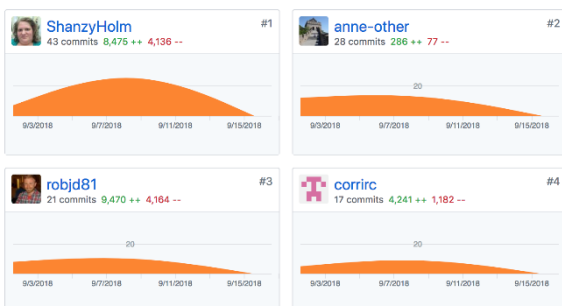 ShanzyHolm #1
43 commits 8,475 ++ 4,136 --
9/3/2018 9/7/2018 9/11/2018 9/15/2018
anne-other #2
28 commits 286 ++ 77 --
20
9/3/2018 9/7/2018 9/11/2018 9/15/2018
robjd81 #3
21 commits 9,470 ++ 4,164 --
20
9/3/2018 9/7/2018 9/11/2018 9/15/2018
corrirc #4
17 commits 4,241 ++ 1,182 --
20
9/3/2018 9/7/2018 9/11/2018 9/15/2018